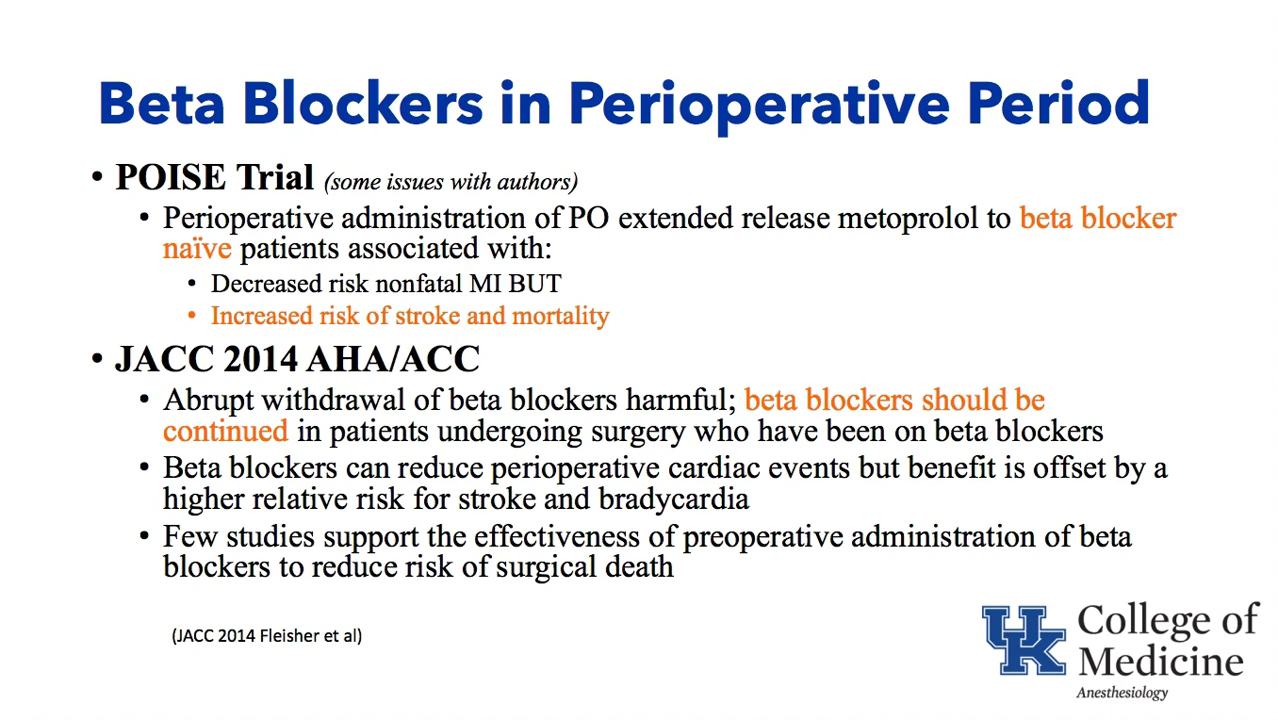 Beta Blockers in Perioperative Period
• POISE Trial (some issues with authors)
• Perioperative administration of PO extended release metoprolol to beta blocker
naïve patients associated with:
• Decreased risk nonfatal MI BUT
• Increased risk of stroke and mortality
• JACC 2014 AHA/ACC
• Abrupt withdrawal of beta blockers harmful; beta blockers should be
continued in patients undergoing surgery who have been on beta blockers
• Beta blockers can reduce perioperative cardiac events but benefit is offset by a
higher relative risk for stroke and bradycardia
• Few studies support the effectiveness of preoperative administration of beta
blockers to reduce risk of surgical death
(JACC 2014 Fleisher et al)
UK College of
Medicine
Anesthesiology